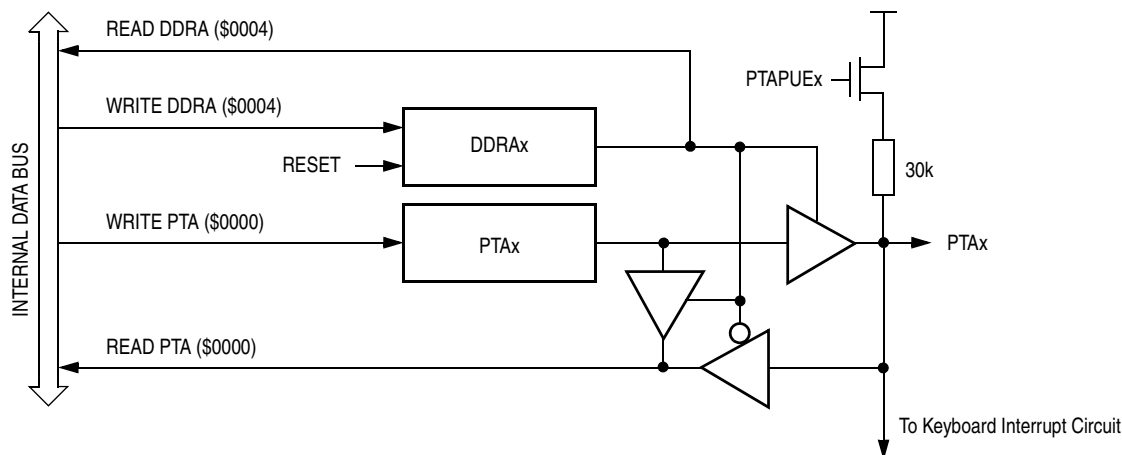 READ DDRA ($0004)
PTAPUEx
WRITE DDRA ($0004)
DDRAx
RESET
30k
WRITE PTA ($0000)
PTAx
PTAx
INTERNAL DATA BUS
READ PTA ($0000)
To Keyboard Interrupt Circuit